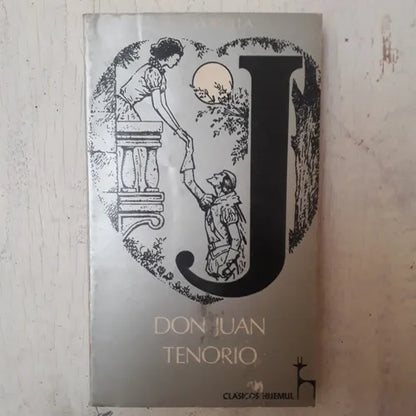 J
DON JUAN
TENORIO
CLASICOS HUEMUL